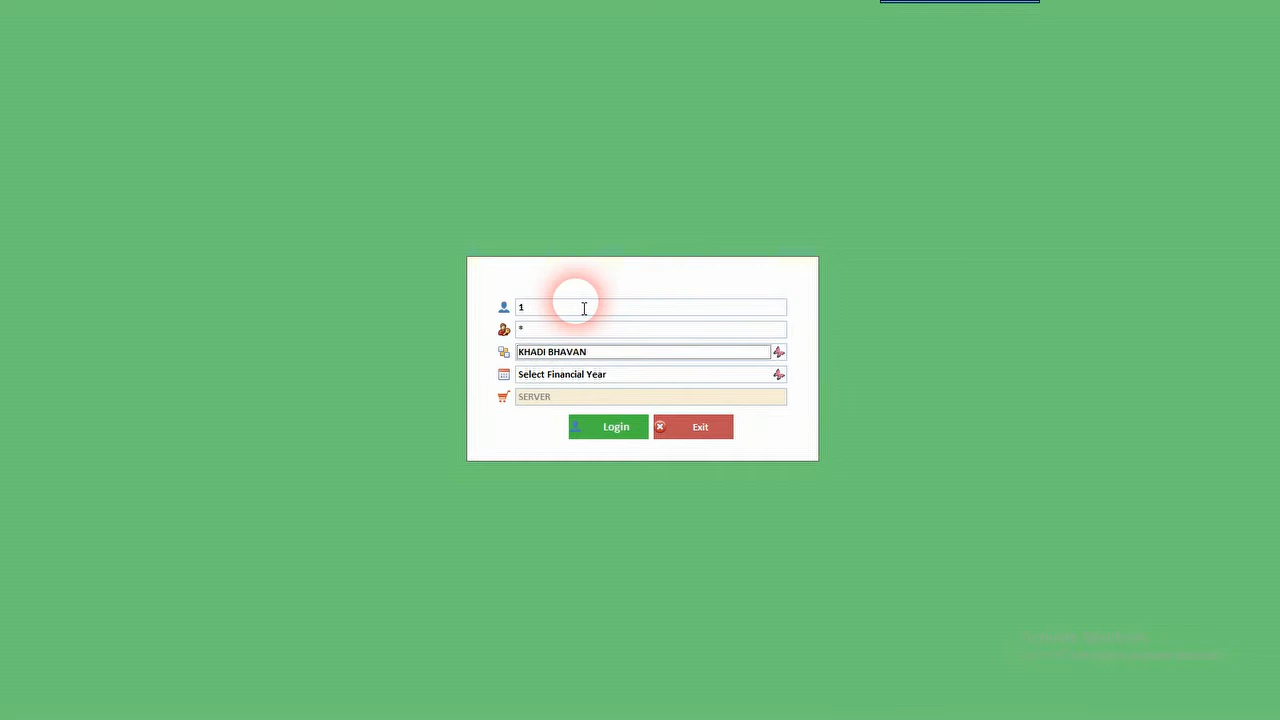 1
*
KHADI BHAVAN
Select Financial Year
SERVER
Login
Exit